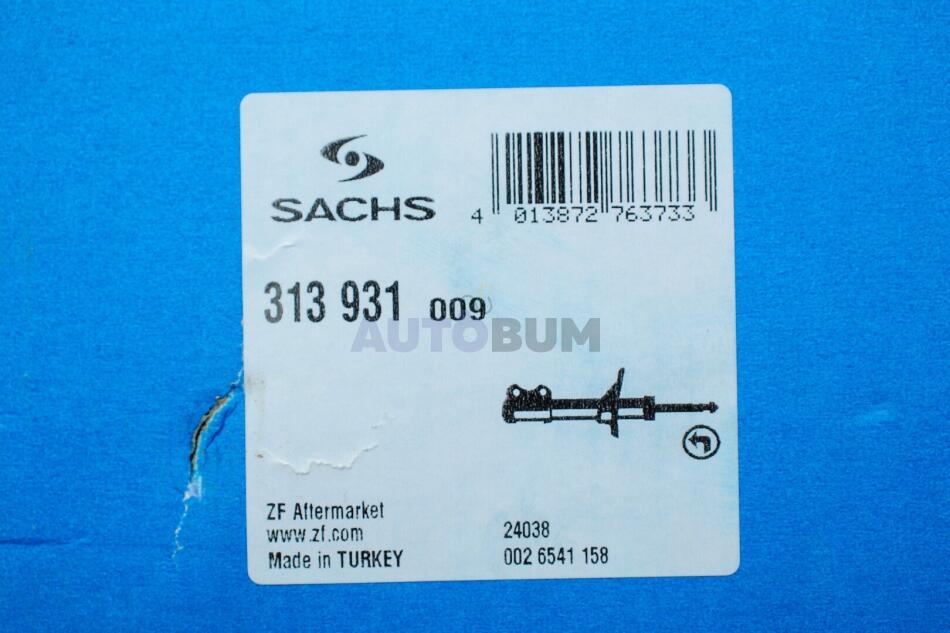 SACHS
4 013872 763733
313 931 009
AUTOBUM
ZF Aftermarket
www.zf.com
Made in TURKEY
24038
002 6541 158